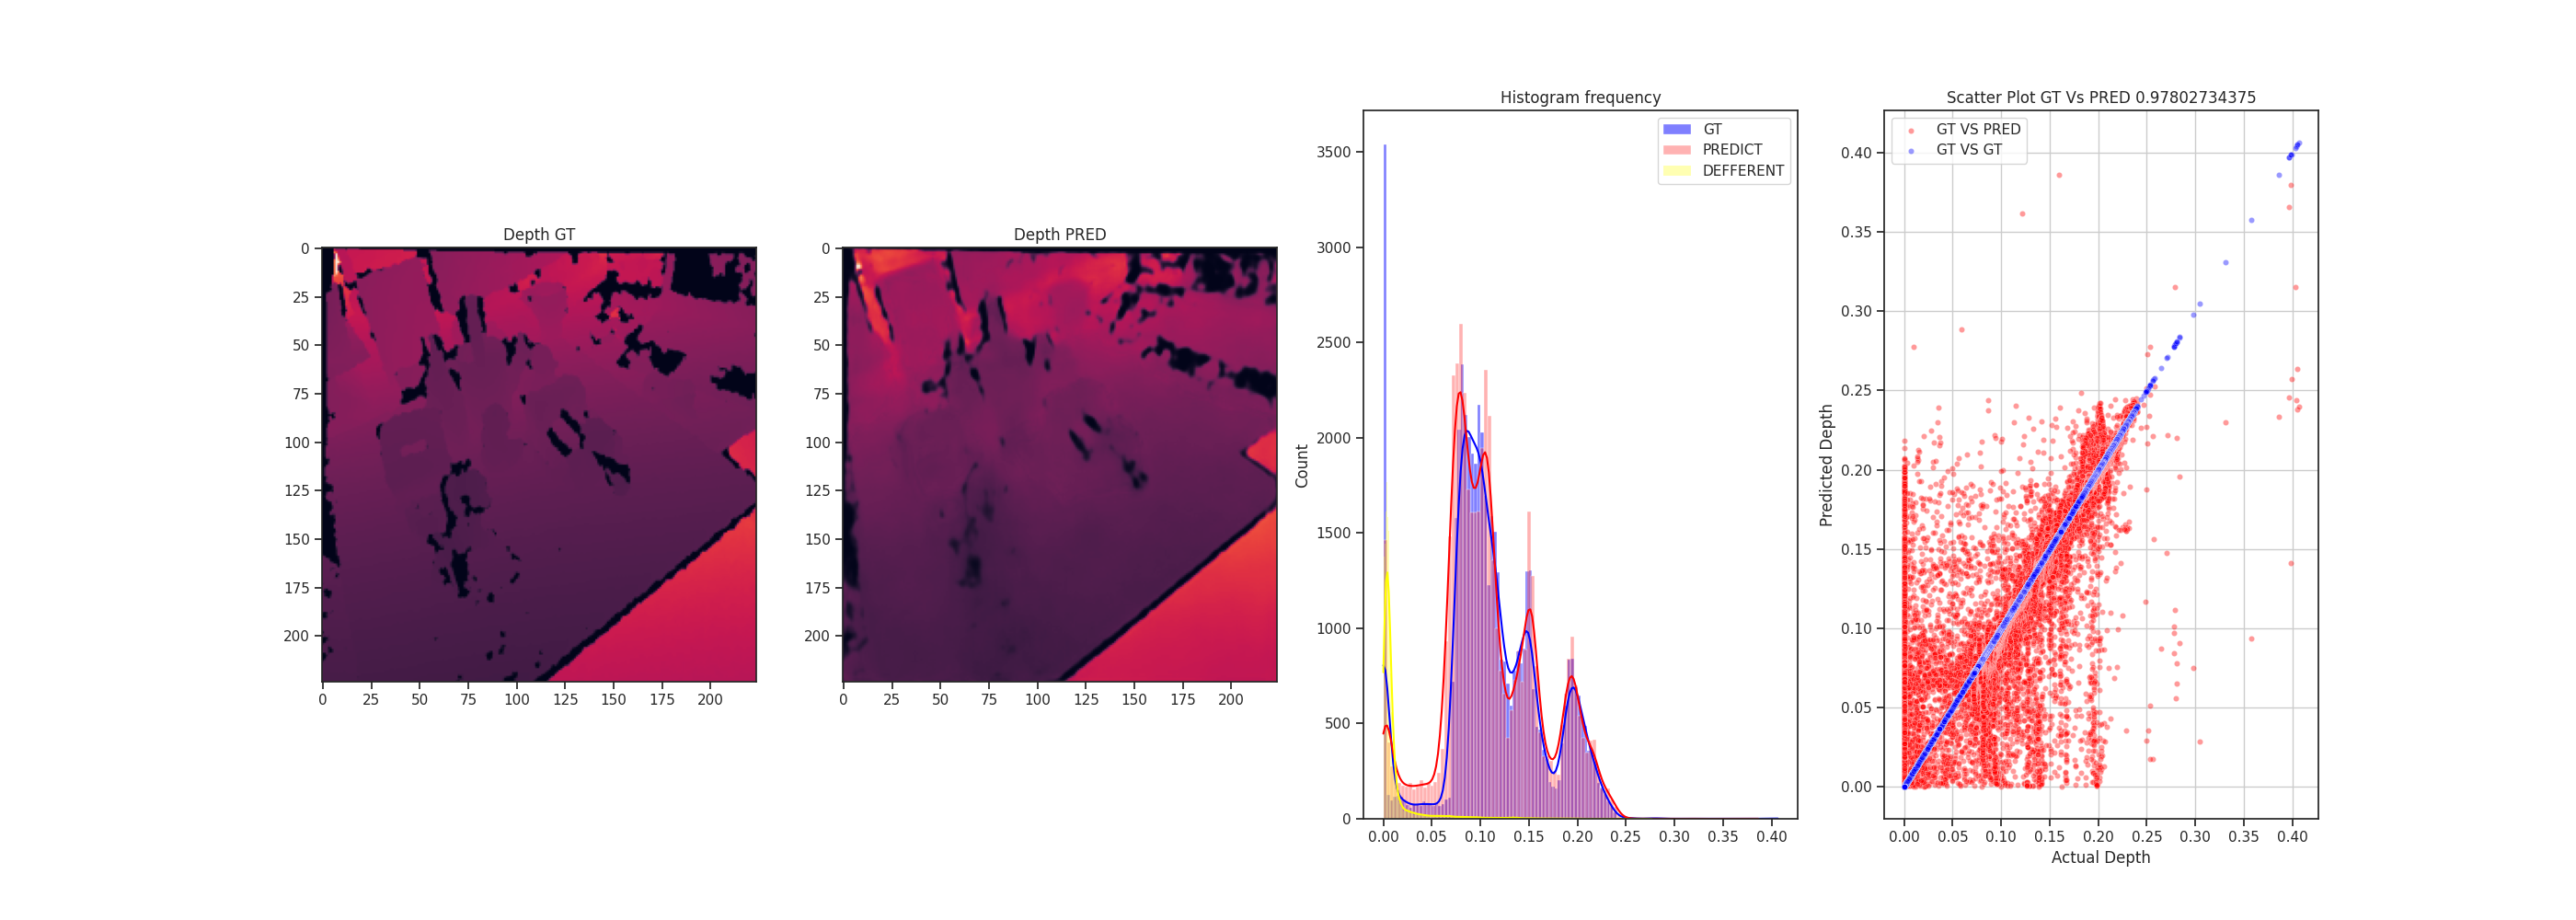 Depth GT
0
25
50
75
100
125
150
175
200
0 25 50 75 100 125 150 175 200
Depth PRED
0
25
50
75
100
125
150
175
200
0 25 50 75 100 125 150 175 200
Histogram frequency
GT
PREDICT
DEFFERENT
Count
3500
3000
2500
2000
1500
1000
500
0
0.00 0.05 0.10 0.15 0.20 0.25 0.30 0.35 0.40
Scatter Plot GT Vs PRED 0.97802734375
GT VS PRED
GT VS GT
Predicted Depth
0.40
0.35
0.30
0.25
0.20
0.15
0.10
0.05
0.00
0.00 0.05 0.10 0.15 0.20 0.25 0.30 0.35 0.40
Actual Depth